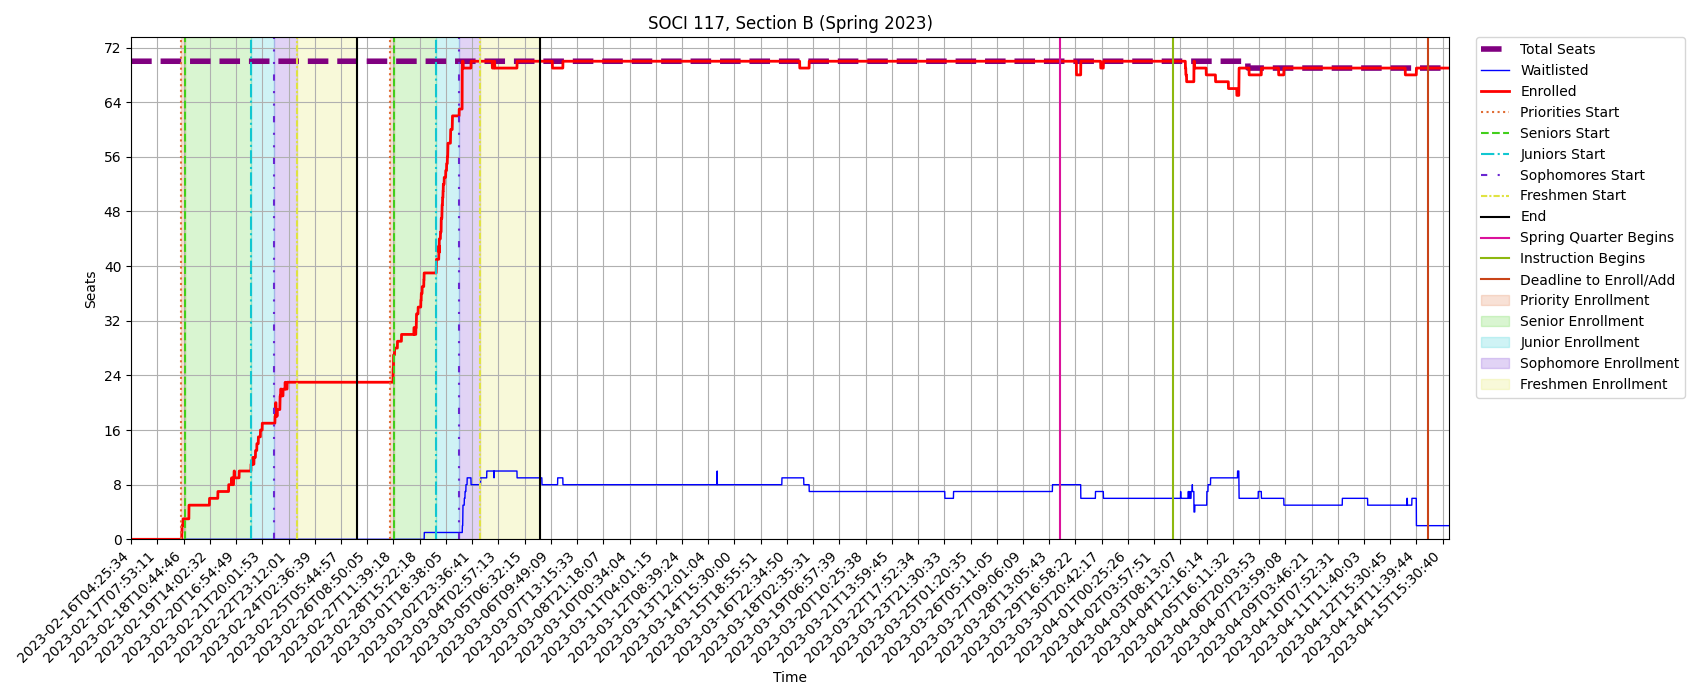 SOCI 117, Section B (Spring 2023)
72
64
56
48
40
32
24
16
8
0
Seats
2023-02-16T04:25:34
2023-02-17T07:53:11
2023-02-18T10:44:46
2023-02-19T14:02:32
2023-02-20T16:54:49
2023-02-21T20:01:53
2023-02-22T23:12:01
2023-02-24T02:36:39
2023-02-25T05:44:57
2023-02-26T08:50:05
2023-02-27T11:39:18
2023-02-28T15:22:18
2023-03-01T18:38:05
2023-03-02T23:36:41
2023-03-04T02:57:13
2023-03-05T06:32:15
2023-03-06T09:49:09
2023-03-07T13:15:33
2023-03-08T21:18:07
2023-03-10T00:34:04
2023-03-11T04:01:15
2023-03-12T08:39:24
2023-03-13T12:01:04
2023-03-14T15:30:00
2023-03-15T18:55:51
2023-03-16T22:34:50
2023-03-18T02:35:31
2023-03-19T06:57:39
2023-03-20T10:25:38
2023-03-21T13:59:45
2023-03-22T17:52:34
2023-03-23T21:30:33
2023-03-25T01:20:35
2023-03-26T05:11:05
2023-03-27T09:06:09
2023-03-28T13:05:43
2023-03-29T16:58:22
2023-03-30T20:42:17
2023-04-01T00:25:26
2023-04-02T03:57:51
2023-04-03T08:13:07
2023-04-04T12:16:14
2023-04-05T16:11:32
2023-04-06T20:03:53
2023-04-07T23:59:08
2023-04-09T03:46:21
2023-04-10T07:52:31
2023-04-11T11:40:03
2023-04-12T15:30:45
2023-04-14T11:39:44
2023-04-15T15:30:40
Time
Total Seats
Waitlisted
Enrolled
Priorities Start
Seniors Start
Juniors Start
Sophomores Start
Freshmen Start
End
Spring Quarter Begins
Instruction Begins
Deadline to Enroll/Add
Priority Enrollment
Senior Enrollment
Junior Enrollment
Sophomore Enrollment
Freshmen Enrollment